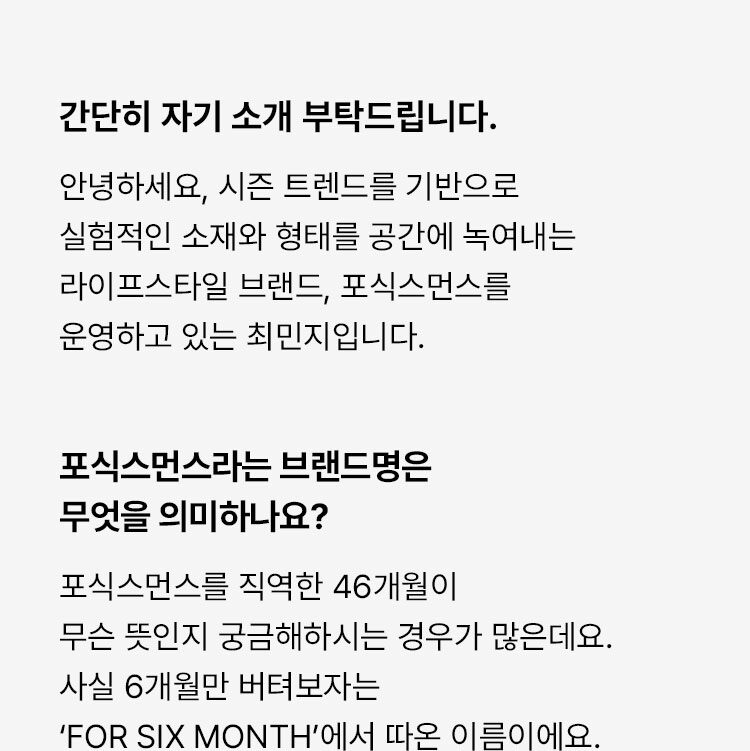 간단히 자기 소개 부탁드립니다.
안녕하세요, 시즌 트렌드를 기반으로
실험적인 소재와 형태를 공간에 녹여내는
라이프스타일 브랜드, 포식스먼스를
운영하고 있는 최민지입니다.
포식스먼스라는 브랜드명은
무엇을 의미하나요?
포식스먼스를 직역한 46개월이
무슨 뜻인지 궁금해하시는 경우가 많은데요.
사실 6개월만 버텨보자는
‘FOR SIX MONTH’에서 따온 이름이에요.